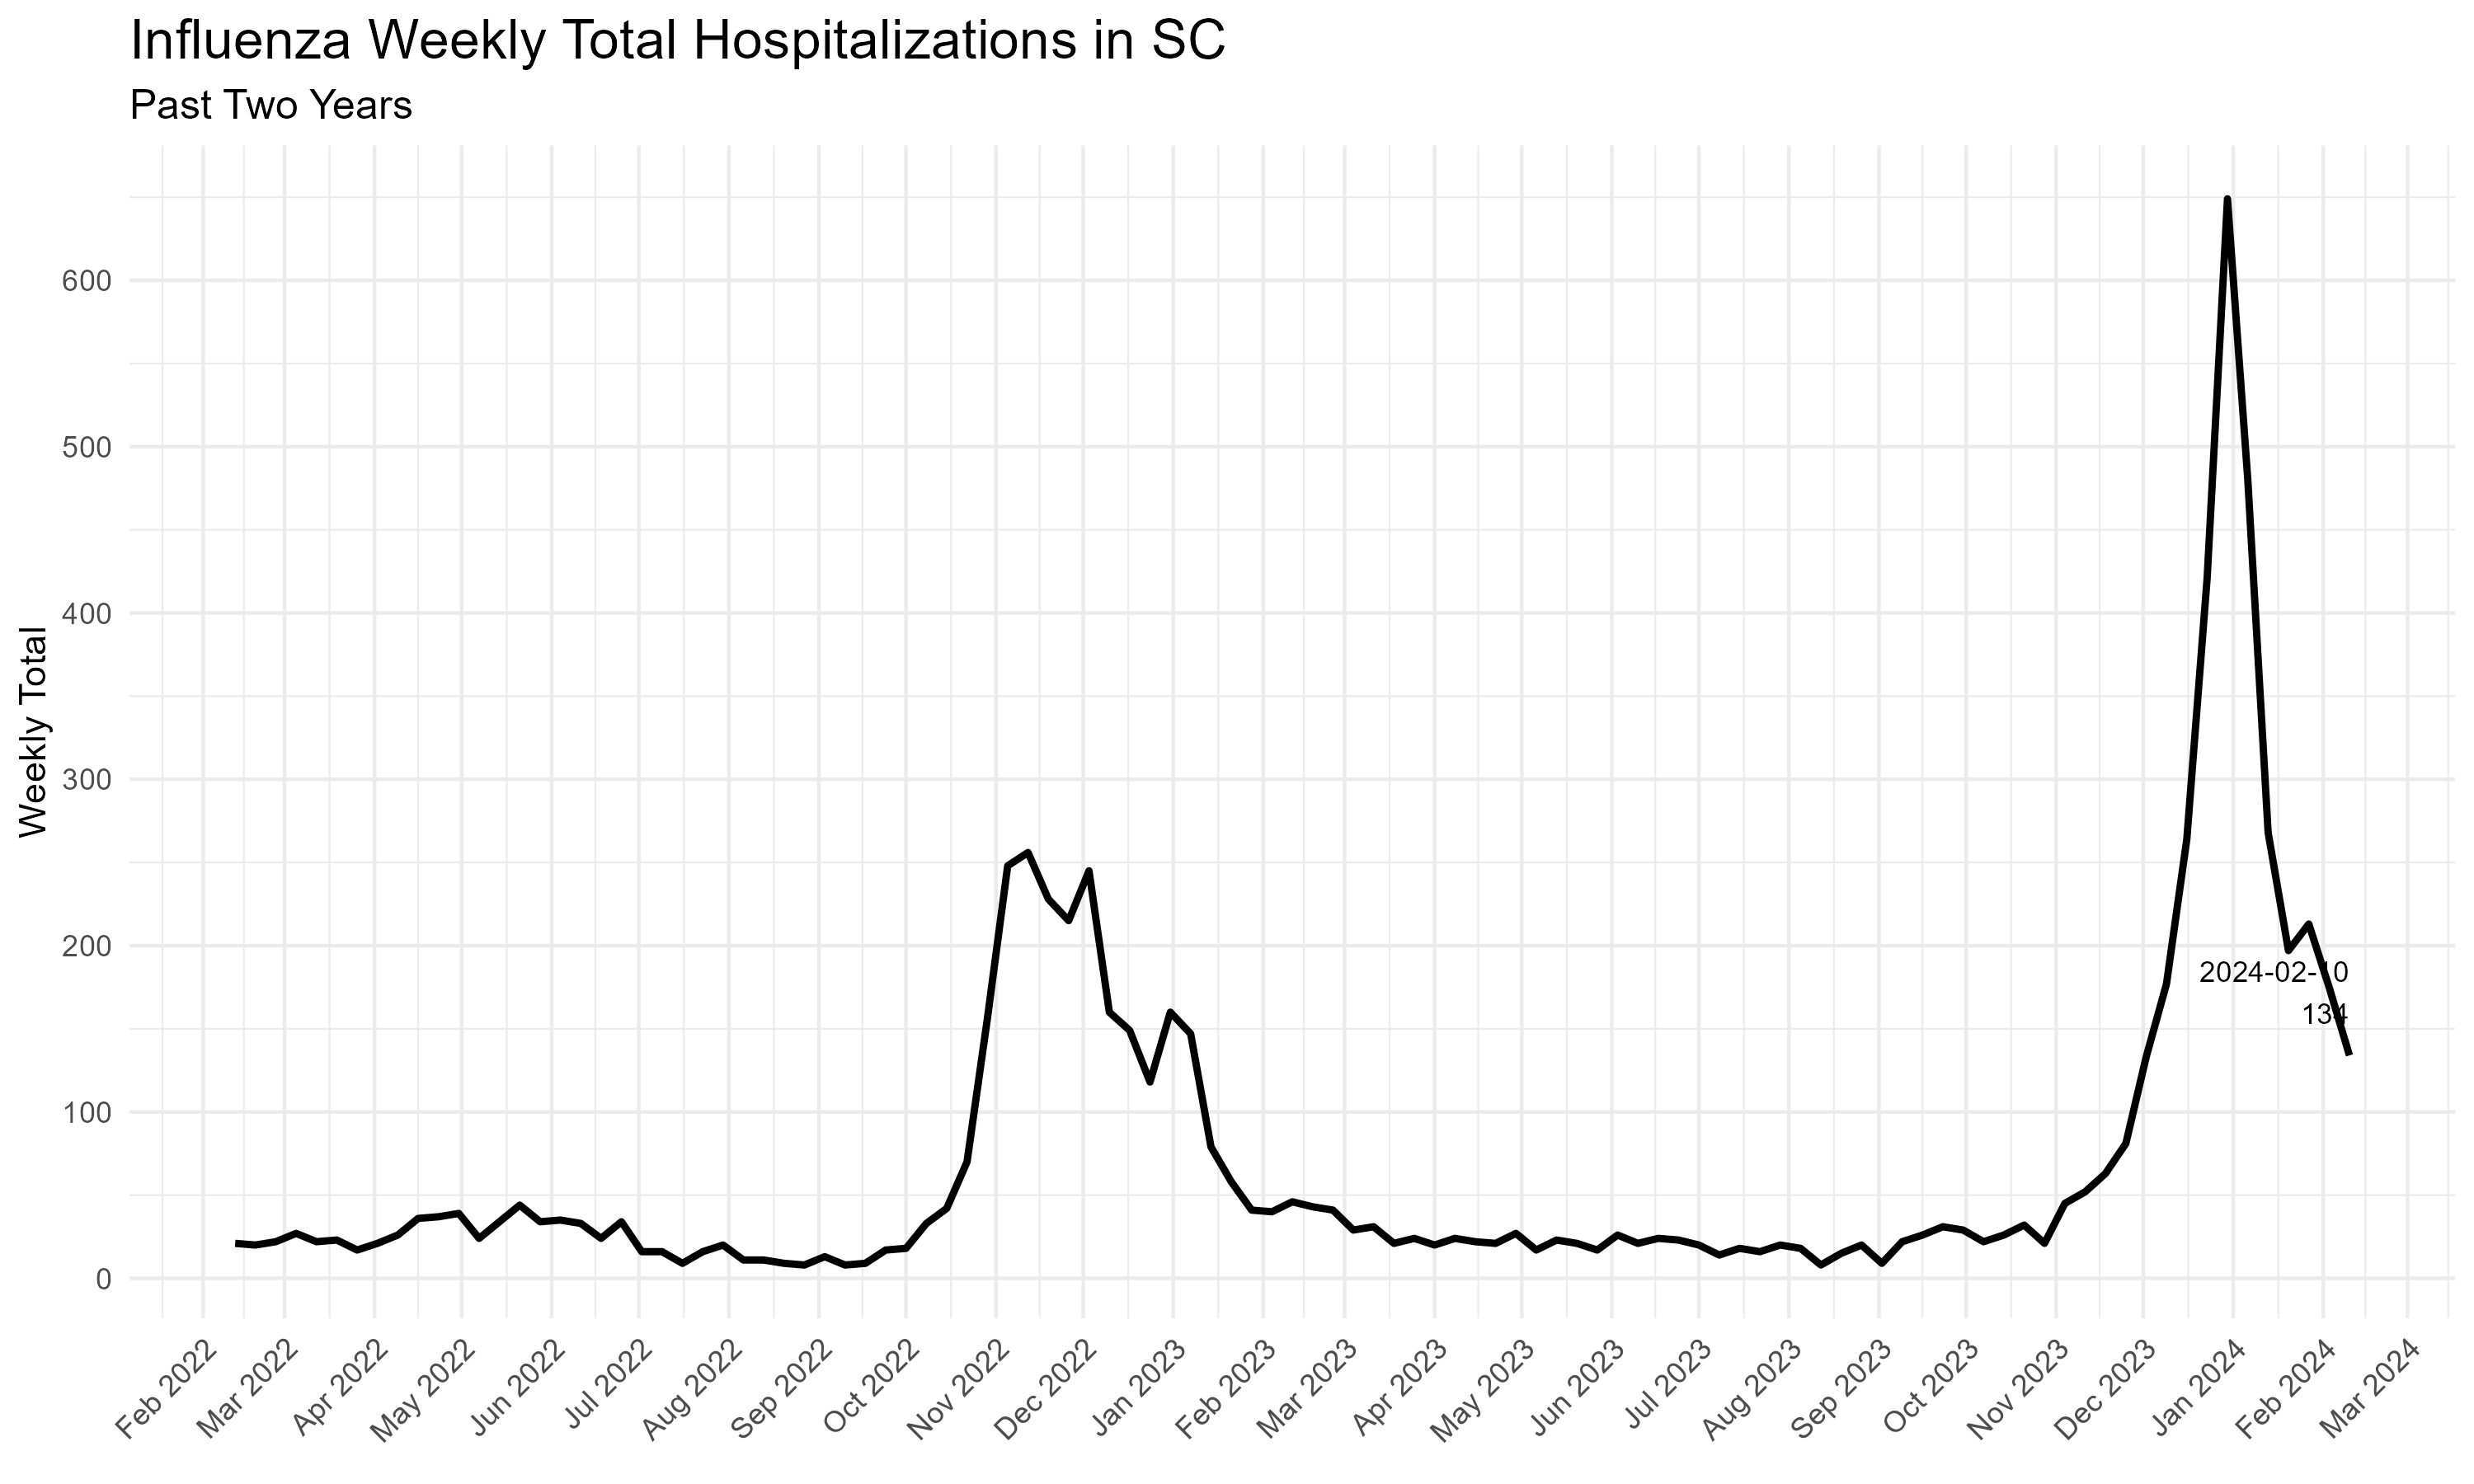 Influenza Weekly Total Hospitalizations in SC
Past Two Years
Weekly Total
600
500
400
300
200
100
0
2024-02-10
134
Feb 2022
Mar 2022
Apr 2022
May 2022
Jun 2022
Jul 2022
Aug 2022
Sep 2022
Oct 2022
Nov 2022
Dec 2022
Jan 2023
Feb 2023
Mar 2023
Apr 2023
May 2023
Jun 2023
Jul 2023
Aug 2023
Sep 2023
Oct 2023
Nov 2023
Dec 2023
Jan 2024
Feb 2024
Mar 2024